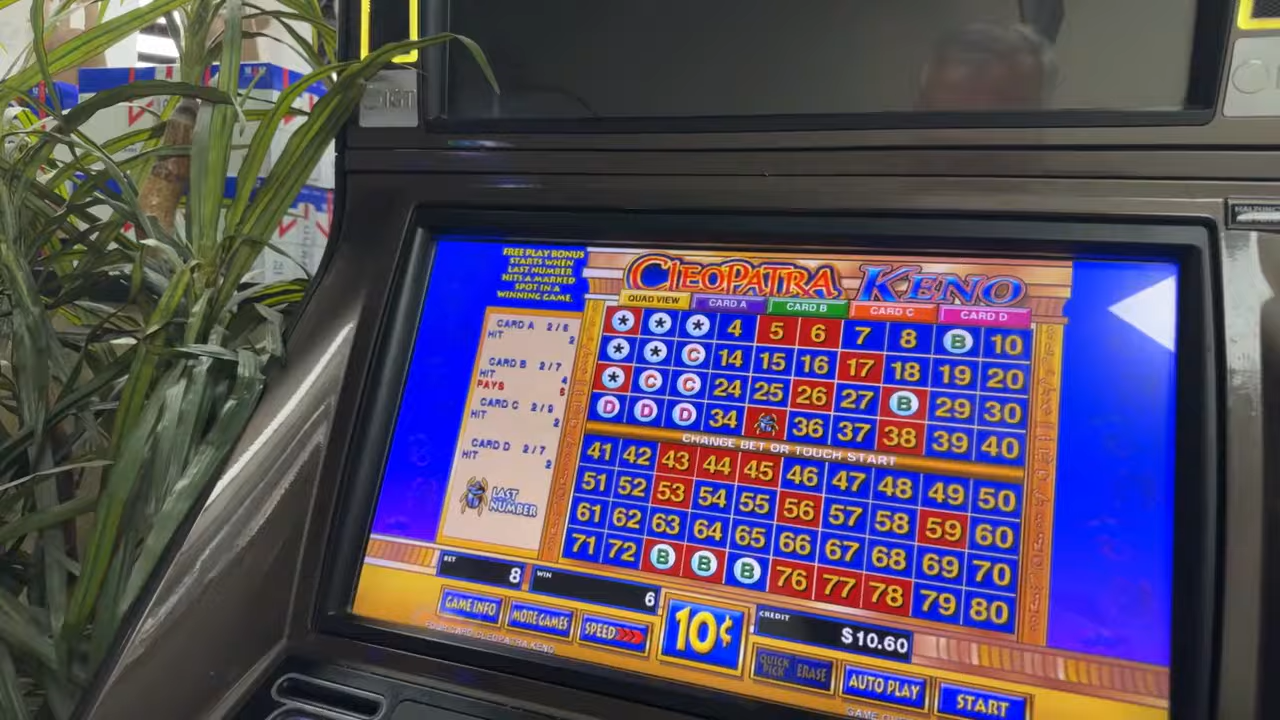 IGT
FREE PLAY BONUS
STARTS WHEN
LAST NUMBER
HITS A MARKED
SPOT IN A
WINNING GAME.
CLEOPATRA KENO
QUAD VIEW CARD A CARD B CARD C CARD D
CARD A 2/6
HIT 2
CARD B 2/7
HIT 4
PAYS 6
CARD C 2/9
HIT 2
CARD D 2/7
HIT 2
LAST
NUMBER
* * * 4 5 6 7 8 B 10
* * C 14 15 16 17 18 19 20
* C C 24 25 26 27 B 29 30
D D D 34 36 37 38 39 40
CHANGE BET OR TOUCH START
41 42 43 44 45 46 47 48 49 50
51 52 53 54 55 56 57 58 59 60
61 62 63 64 65 66 67 68 69 70
71 72 B B B 76 77 78 79 80
BET 8
WIN 6
10¢
CREDIT
$10.60
GAME INFO
MORE GAMES
SPEED
QUICK PICK
ERASE
AUTO PLAY
START
FOUR CARD CLEOPATRA KENO